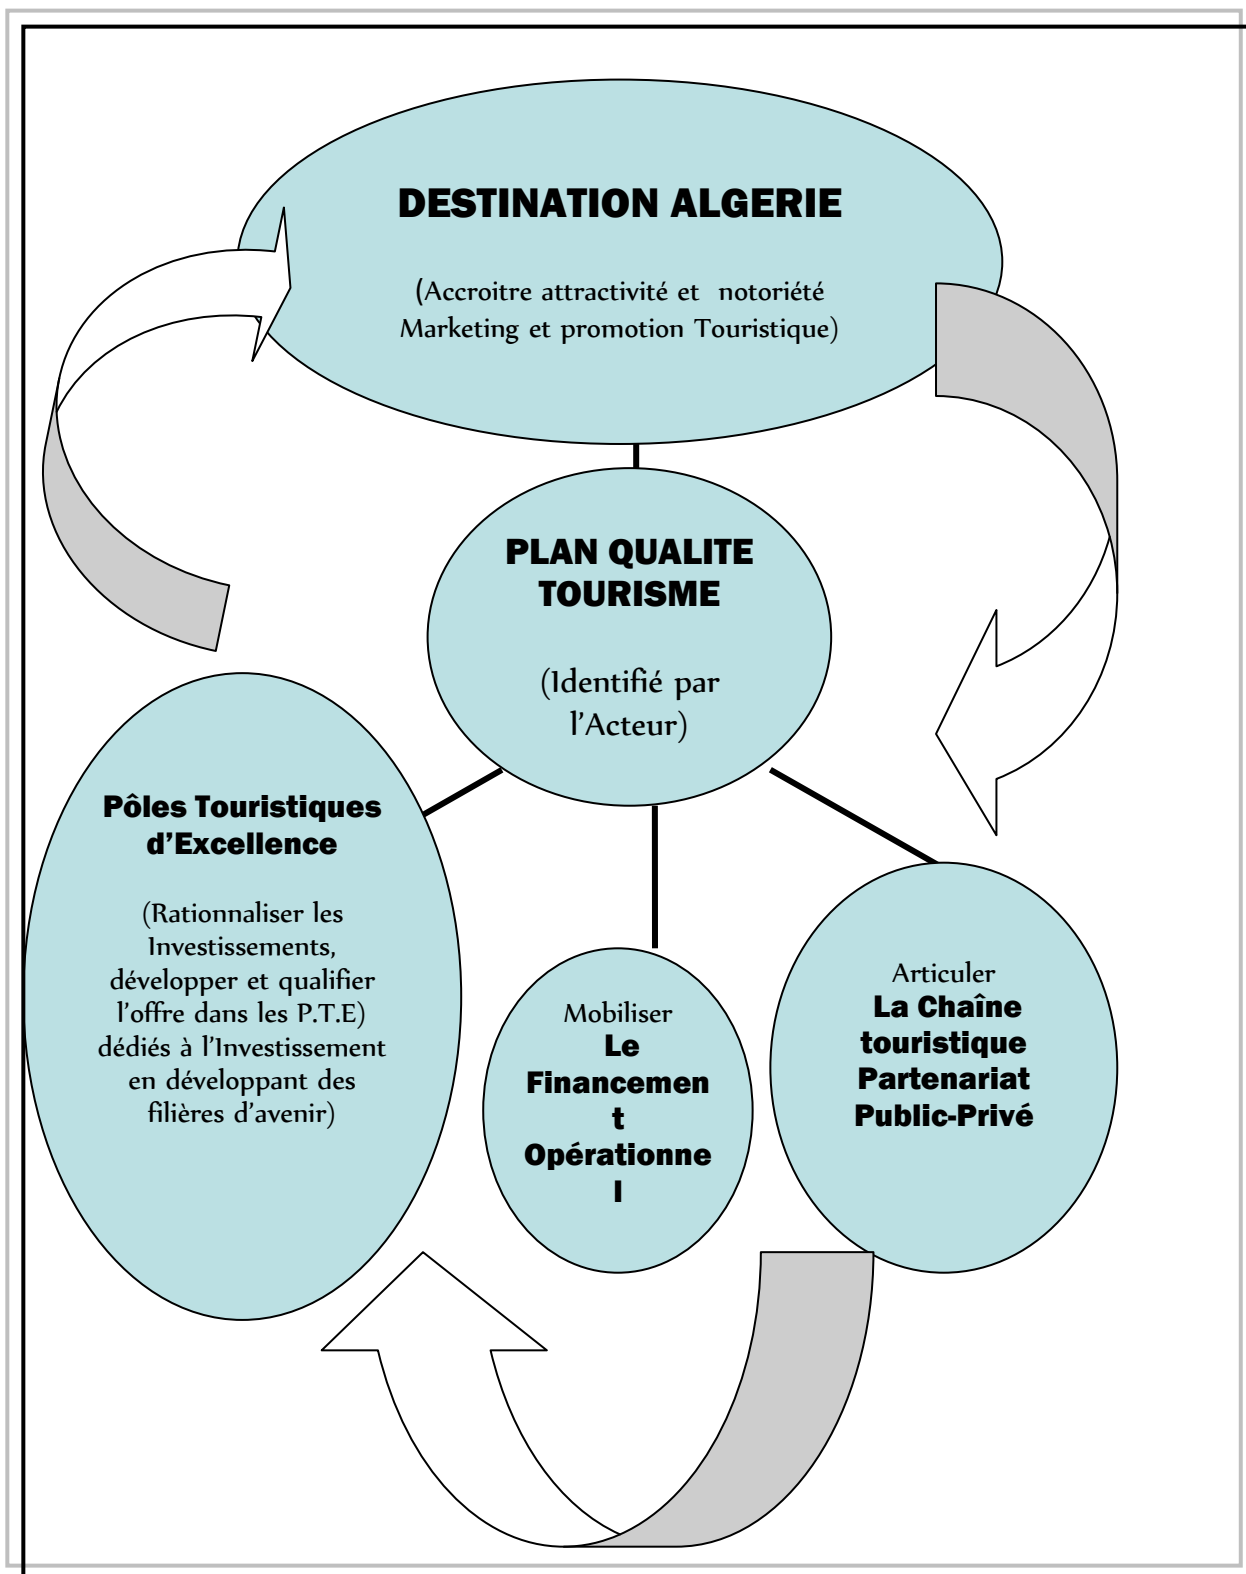 DESTINATION ALGERIE
(Accroitre attractivité et notoriété
Marketing et promotion Touristique)
PLAN QUALITE
TOURISME
(Identifié par
l'Acteur)
Pôles Touristiques
d'Excellence
(Rationnaliser les
Investissements,
développer et qualifier
l'offre dans les P.T.E)
dédiés à l'Investissement
en développant des
filières d'avenir)
Mobiliser
Le
Financemen
t
Opérationne
l
Articuler
La Chaîne
touristique
Partenariat
Public-Privé